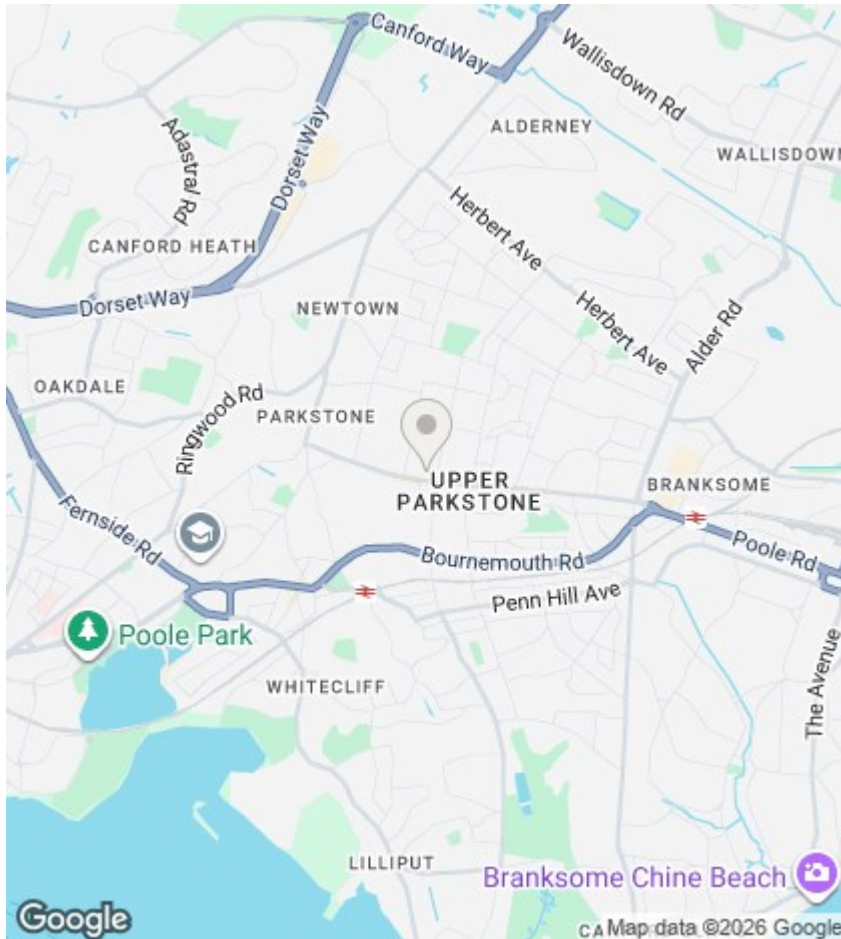 Canford Way
Wallisdown Rd
ALDERNEY
WALLISDOWN
Adastral Rd
Dorset Way
Herbert Ave
CANFORD HEATH
Dorset Way
NEWTOWN
Herbert Ave
Alder Rd
OAKDALE
Ringwood Rd
PARKSTONE
UPPER
PARKSTONE
BRANKSOME
Fernside Rd
Bournemouth Rd
Poole Rd
Penn Hill Ave
Poole Park
WHITECLIFF
The Avenue
LILLIPUT
Branksome Chine Beach
Google
Map data ©2026 Google